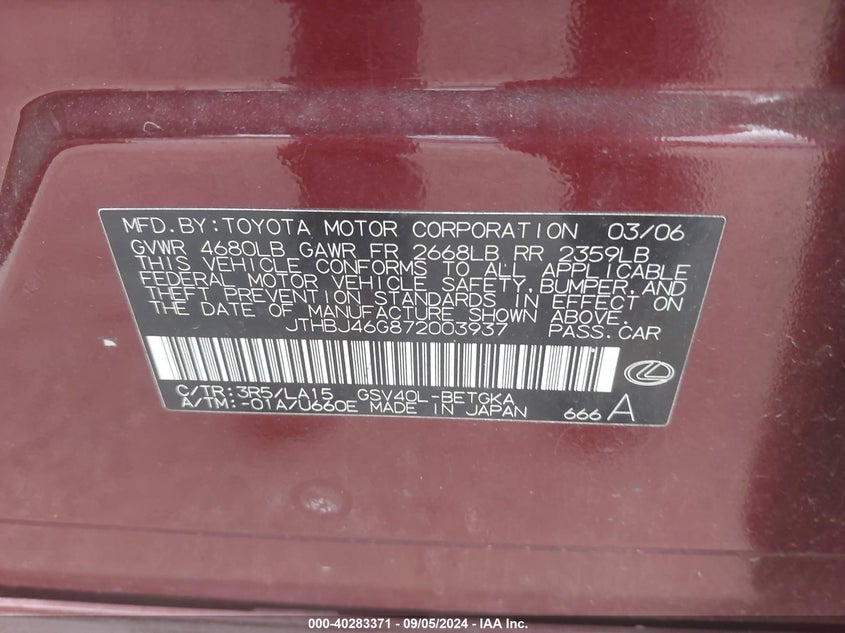 MFD.BY:TOYOTA MOTOR CORPORATION 03/06
GVWR 4680LB GAWR FR 2668LB RR 2359LB
THIS VEHICLE CONFORMS TO ALL APPLICABLE
FEDERAL MOTOR VEHICLE SAFETY,BUMPER,AND
THEFT PREVENTION STANDARDS IN EFFECT ON
THE DATE OF MANUFACTURE SHOWN ABOVE.
JTHBJ46G872003937 PASS.CAR
C/TR:3R5/LA15 GSV40L-BETGKA
A/TM:-01A/U660E MADE IN JAPAN 666 A
000-40283371 - 09/05/2024 - IAA Inc.